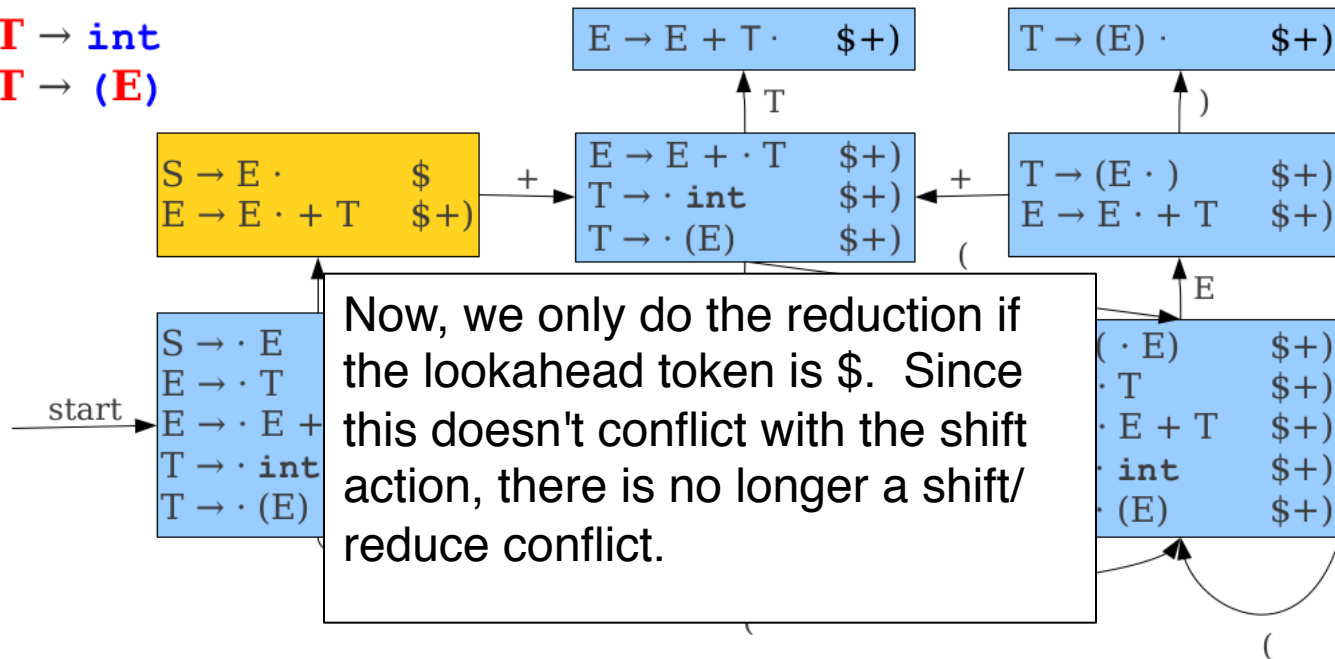 T → int
T → (E)
E → E + T · $+)
T → (E) · $+)
T
)
S → E · $
E → E · + T $+)
+
E → E + · T $+)
T → · int $+)
T → · (E) $+)
+
T → (E · ) $+)
E → E · + T $+)
(
E
start
S → · E
E → · T
E → · E +
T → · int
T → · (E)
Now, we only do the reduction if
the lookahead token is $. Since
this doesn't conflict with the shift
action, there is no longer a shift/
reduce conflict.
( · E) $+)
· T $+)
· E + T $+)
· int $+)
· (E) $+)
(
(